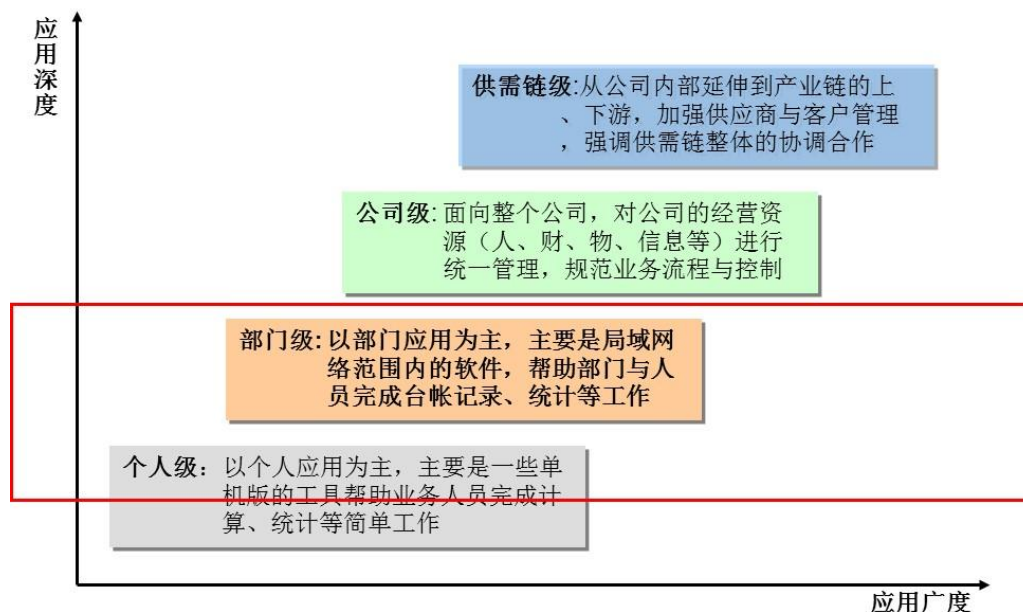 应用深度
供需链级:从公司内部延伸到产业链的上
、下游，加强供应商与客户管理
，强调供需链整体的协调合作
公司级:面向整个公司，对公司的经营资
源（人、财、物、信息等）进行
统一管理，规范业务流程与控制
部门级:以部门应用为主，主要是局域网
络范围内的软件，帮助部门与人
员完成台帐记录、统计等工作
个人级：以个人应用为主，主要是一些单
机版的工具帮助业务人员完成计
算、统计等简单工作
应用广度